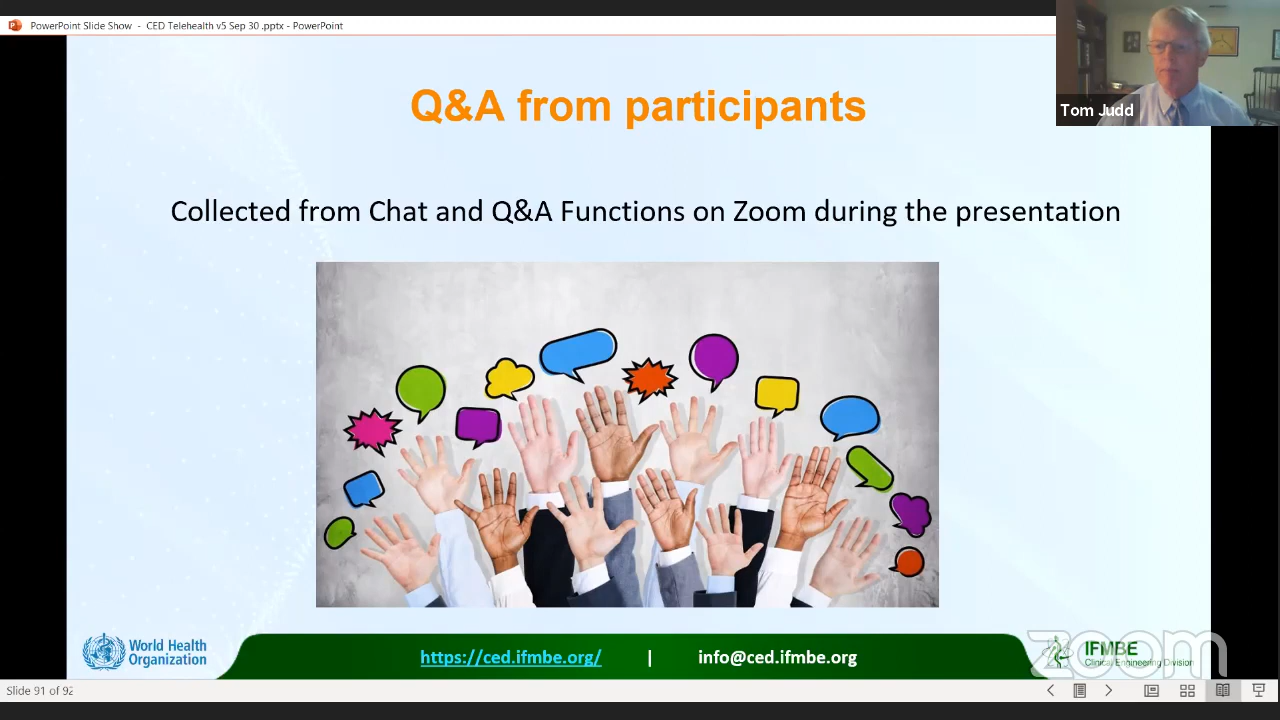 PowerPoint Slide Show - CED Telehealth v5 Sep 30 .pptx - PowerPoint
Tom Judd
Q&A from participants
Collected from Chat and Q&A Functions on Zoom during the presentation
World Health
Organization
https://ced.ifmbe.org/ | info@ced.ifmbe.org
IFMBE
Clinical Engineering Division
zoom
Slide 91 of 92